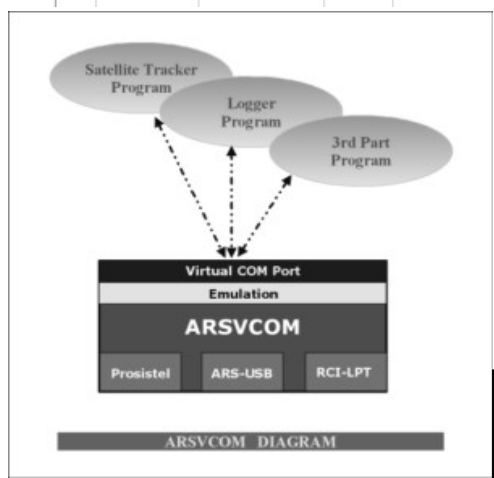 Satellite Tracker
Program
Logger
Program
3rd Part
Program
Virtual COM Port
Emulation
ARSVCOM
Prosistel
ARS-USB
RCI-LPT
ARSVCOM DIAGRAM